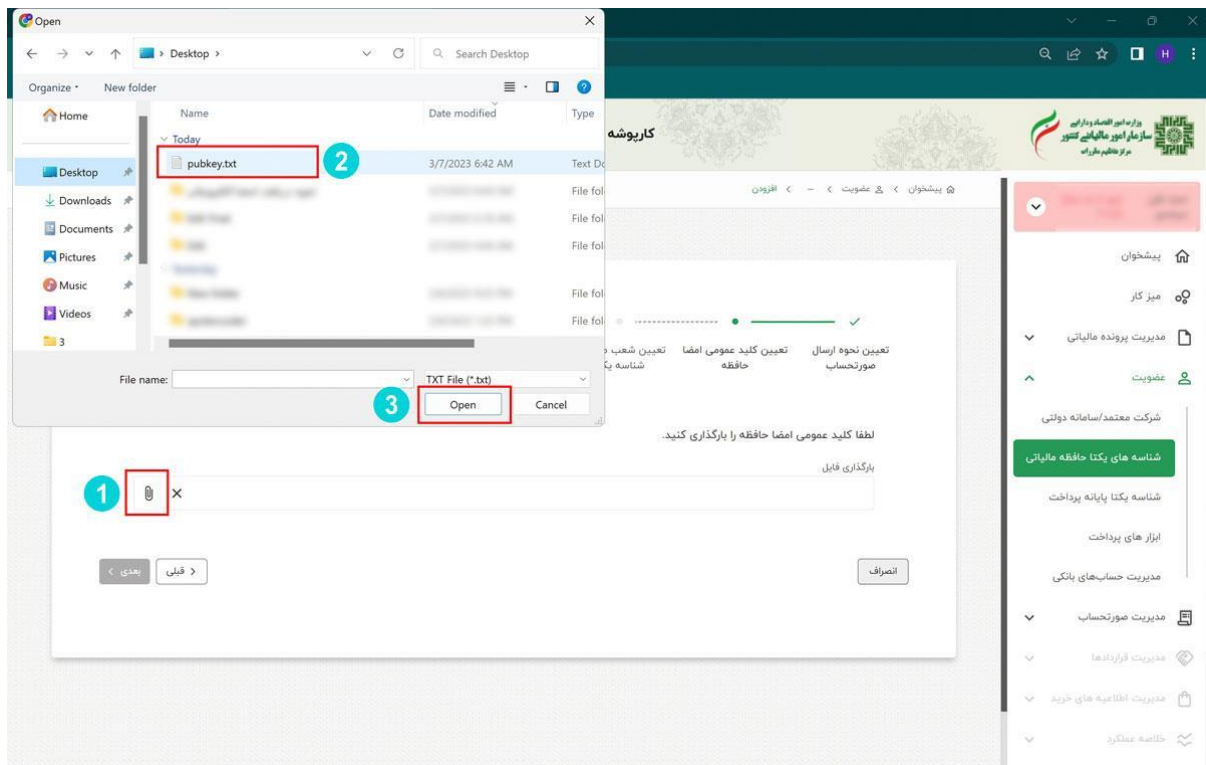 Open
Desktop
Search Desktop
Organize
New folder
Name
Date modified
Type
Home
Desktop
Downloads
Documents
Pictures
Music
Videos
3
Today
pubkey.txt
3/7/2023 6:42 AM
Text Do
File fol
File fol
File fol
File fol
File fol
2
File name:
TXT File (*.txt)
3
Open
Cancel
H
کارپوشه
سازمان امور مالیاتی کشور
پیشخوان > عضویت > – > افزودن
تعیین نحوه ارسال
صورتحساب
تعیین کلید عمومی امضا
حافظه
تعیین شعب
شناسه یک
لطفا کلید عمومی امضا حافظه را بارگذاری کنید.
بارگذاری فایل
1
انصراف
قبلی
بعدی
پیشخوان
میز کار
مدیریت پرونده مالیاتی
عضویت
شرکت معتمد/سامانه دولتی
شناسه های یکتا حافظه مالیاتی
شناسه یکتا پایانه پرداخت
ابزار های پرداخت
مدیریت حساب‌های بانکی
مدیریت صورتحساب
مدیریت قراردادها
مدیریت اطلاعیه های خرید
خلاصه عملکرد